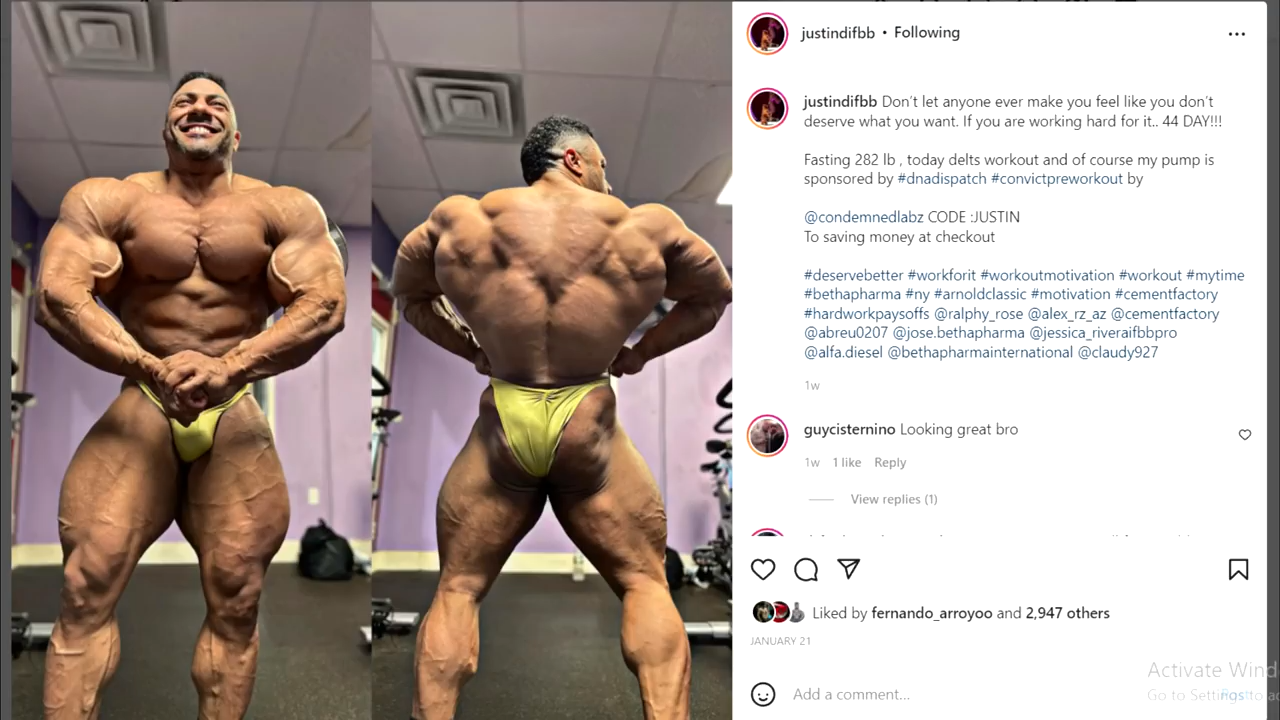 justindifbb • Following
justindifbb Don't let anyone ever make you feel like you don't
deserve what you want. If you are working hard for it.. 44 DAY!!!
Fasting 282 lb , today delts workout and of course my pump is
sponsored by #dnadispatch #convictpreworkout by
@condemnedlabz CODE :JUSTIN
To saving money at checkout
#deservebetter #workforit #workoutmotivation #workout #mytime
#bethapharma #ny #arnoldclassic #motivation #cementfactory
#hardworkpaysoffs @ralphy_rose @alex_rz_az @cementfactory
@abreu0207 @jose.bethapharma @jessica_riveraifbbpro
@alfa.diesel @bethapharmainternational @claudy927
1w
guycisternino Looking great bro
1w 1 like Reply
View replies (1)
Liked by fernando_arroyoo and 2,947 others
JANUARY 21
Activate Wind
Go to Settings to a
Add a comment...
Post